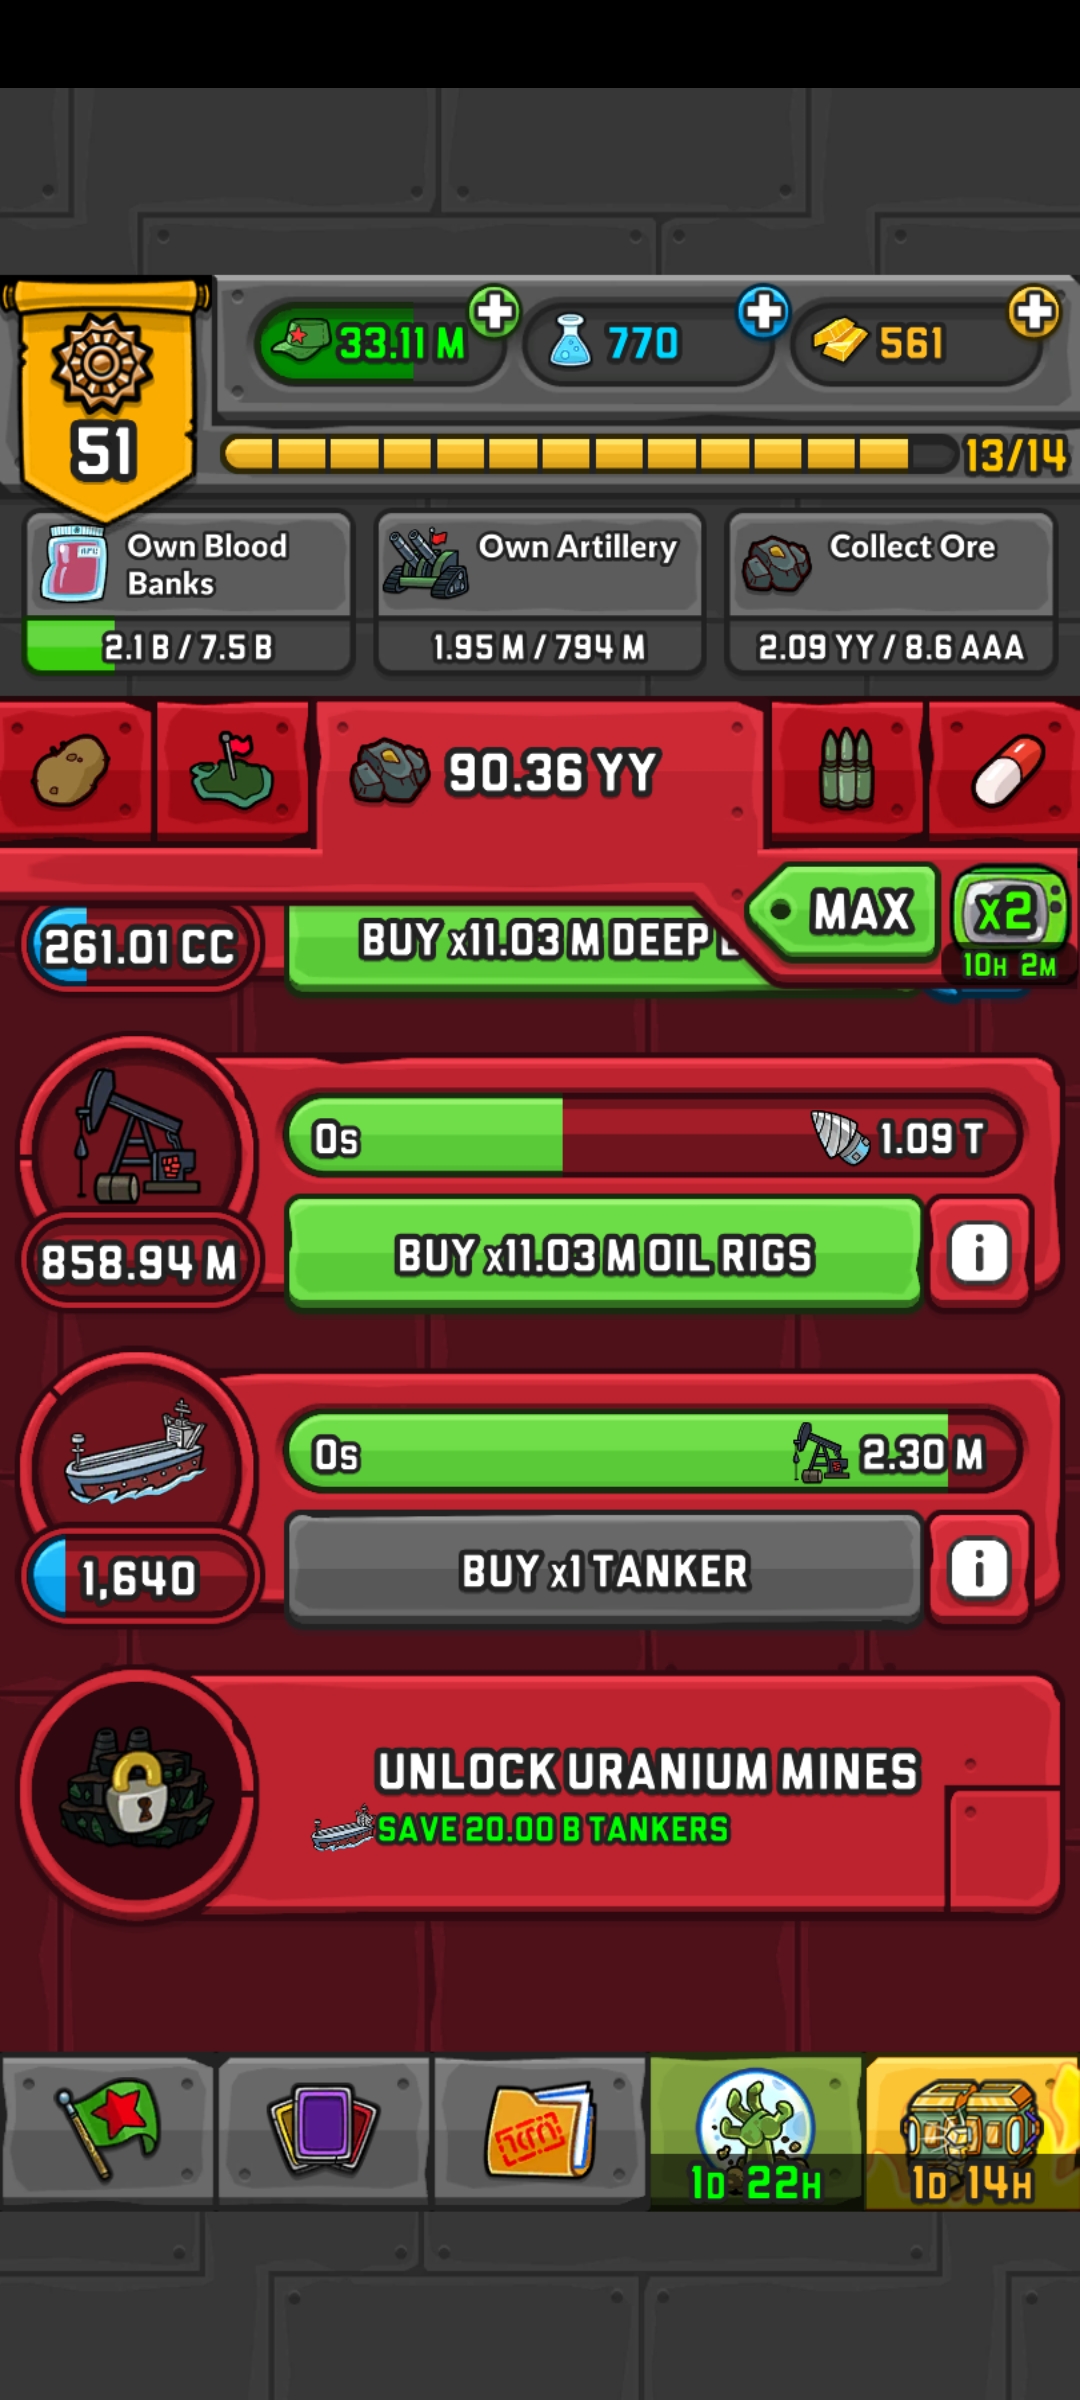 33.11 M
770
561
51
13/14
Own Blood
Banks
2.1 B / 7.5 B
Own Artillery
1.95 M / 794 M
Collect Ore
2.09 YY / 8.6 AAA
90.36 YY
MAX
x2
10H 2M
261.01 CC
BUY x11.03 M DEEP
0s
1.09 T
858.94 M
BUY x11.03 M OIL RIGS
i
0s
2.30 M
1,640
BUY x1 TANKER
i
UNLOCK URANIUM MINES
SAVE 20.00 B TANKERS
1D 22H
1D 14H